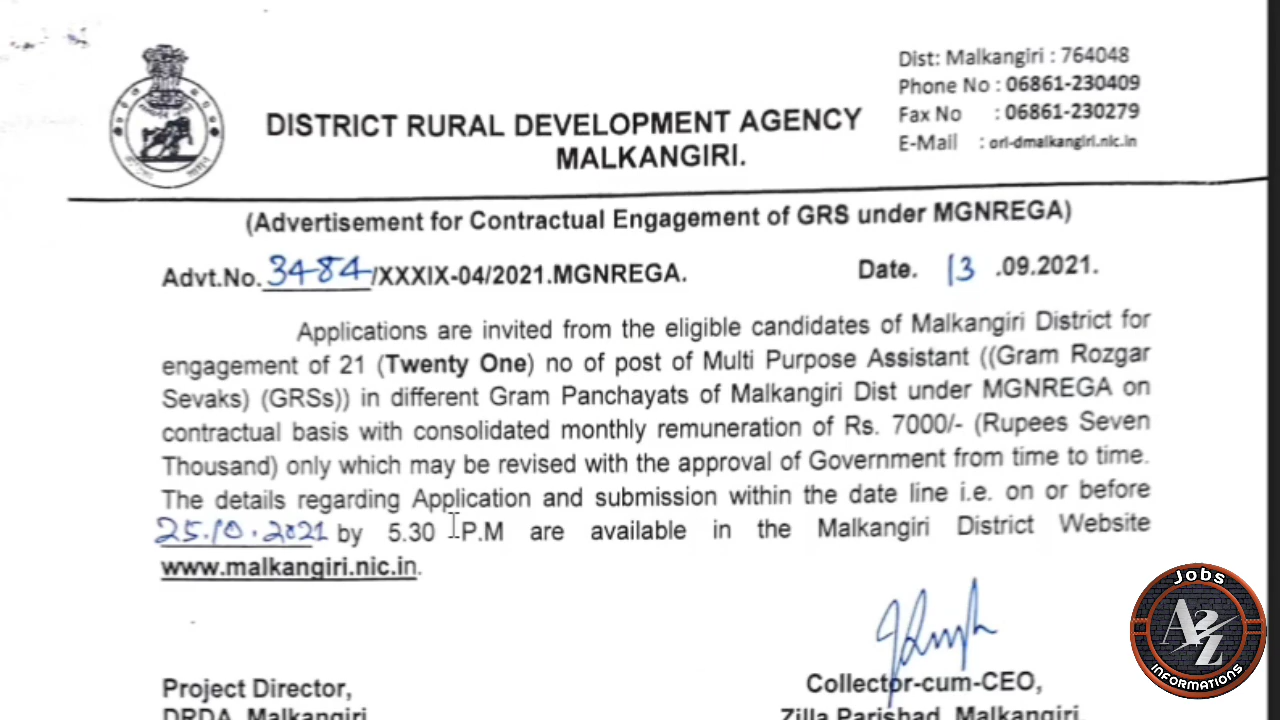 Dist: Malkangiri : 764048
Phone No : 06861-230409
Fax No : 06861-230279
E-Mail : ori-dmalkangiri.nic.in
DISTRICT RURAL DEVELOPMENT AGENCY
MALKANGIRI.
(Advertisement for Contractual Engagement of GRS under MGNREGA)
Advt.No. 3484/XXXIX-04/2021.MGNREGA. Date. 13 .09.2021.
Applications are invited from the eligible candidates of Malkangiri District for
engagement of 21 (Twenty One) no of post of Multi Purpose Assistant ((Gram Rozgar
Sevaks) (GRSs)) in different Gram Panchayats of Malkangiri Dist under MGNREGA on
contractual basis with consolidated monthly remuneration of Rs. 7000/- (Rupees Seven
Thousand) only which may be revised with the approval of Government from time to time.
The details regarding Application and submission within the date line i.e. on or before
25.10.2021 by 5.30 P.M are available in the Malkangiri District Website
www.malkangiri.nic.in.
Project Director,
DRDA, Malkangiri
Collector-cum-CEO,
Zilla Parishad, Malkangiri.
Jobs
A2Z
INFORMATIONS